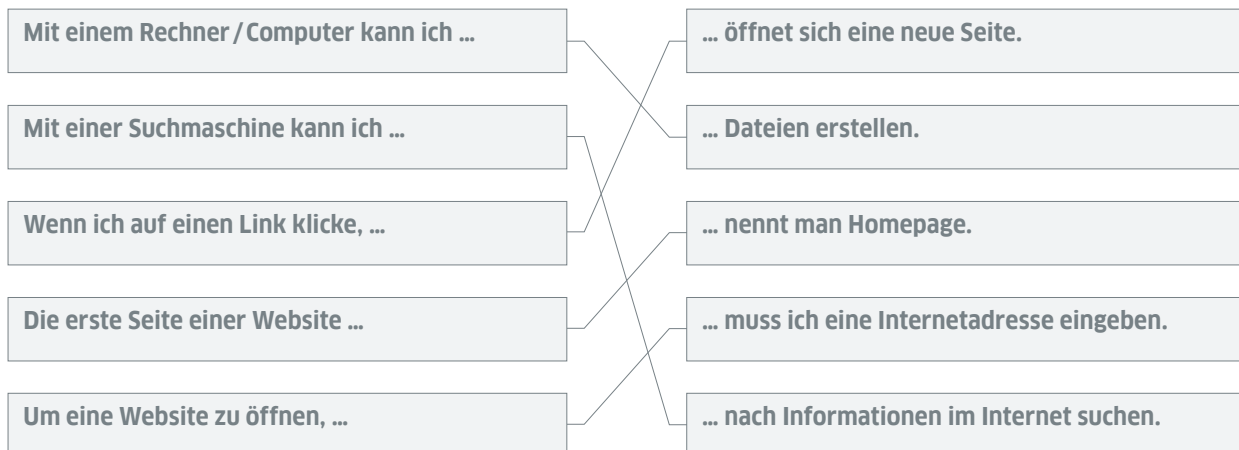 Mit einem Rechner / Computer kann ich …
… öffnet sich eine neue Seite.
Mit einer Suchmaschine kann ich …
… Dateien erstellen.
Wenn ich auf einen Link klicke, …
… nennt man Homepage.
Die erste Seite einer Website …
… muss ich eine Internetadresse eingeben.
Um eine Website zu öffnen, …
… nach Informationen im Internet suchen.